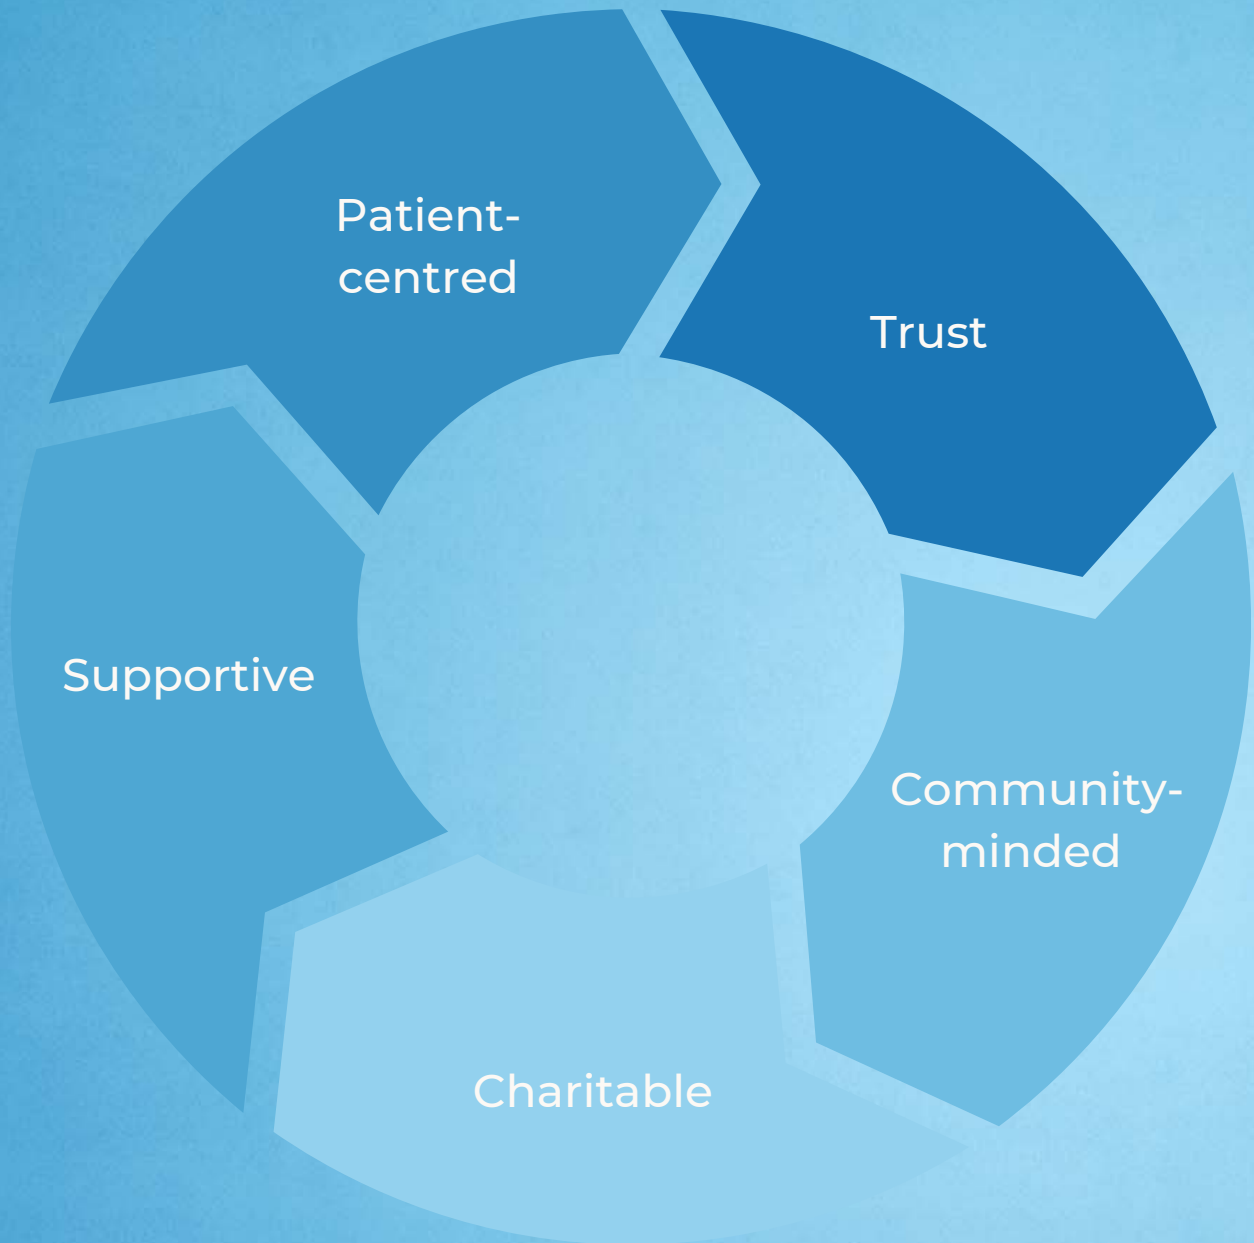 Patient-
centred
Trust
Supportive
Community-
minded
Charitable